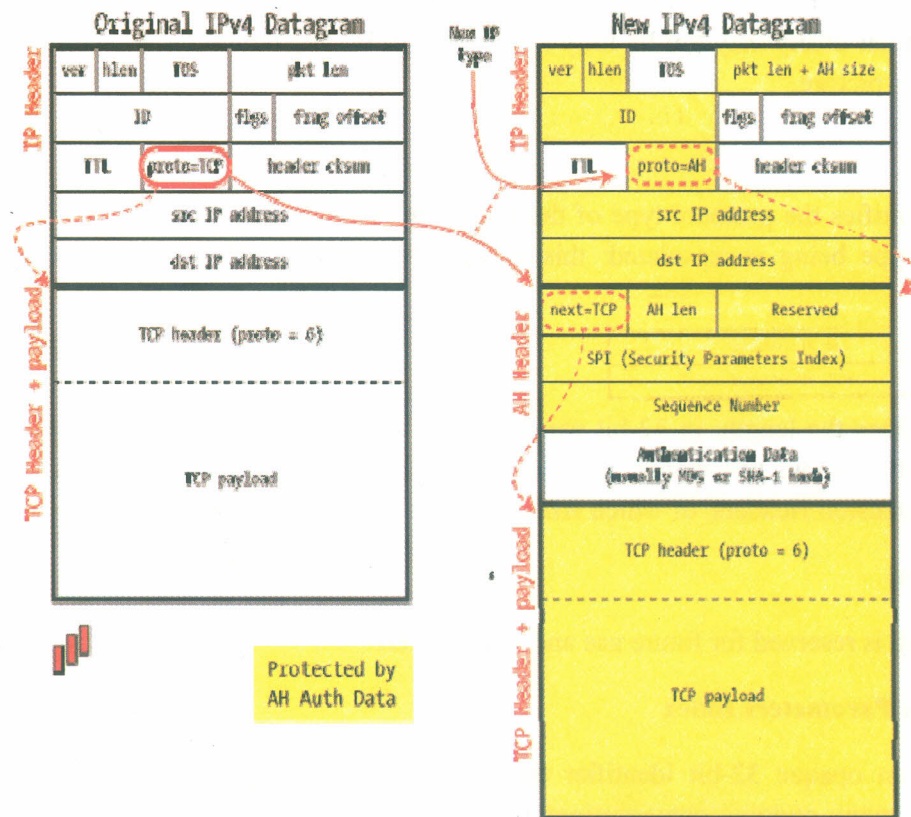 Original IPv4 Datagram
IP Header
ver hlen TOS pkt len
ID flgs frag offset
TTL proto=TCP header cksum
src IP address
dst IP address
TCP Header + payload
TCP header (proto = 6)
TCP payload
Protected by
AH Auth Data
New IP
type
New IPv4 Datagram
IP Header
ver hlen TOS pkt len + AH size
ID flgs frag offset
TTL proto=AH header cksum
src IP address
dst IP address
AH Header
next=TCP AH len Reserved
SPI (Security Parameters Index)
Sequence Number
Authentication Data
(usually MD5 or SHA-1 hash)
TCP Header + payload
TCP header (proto = 6)
TCP payload